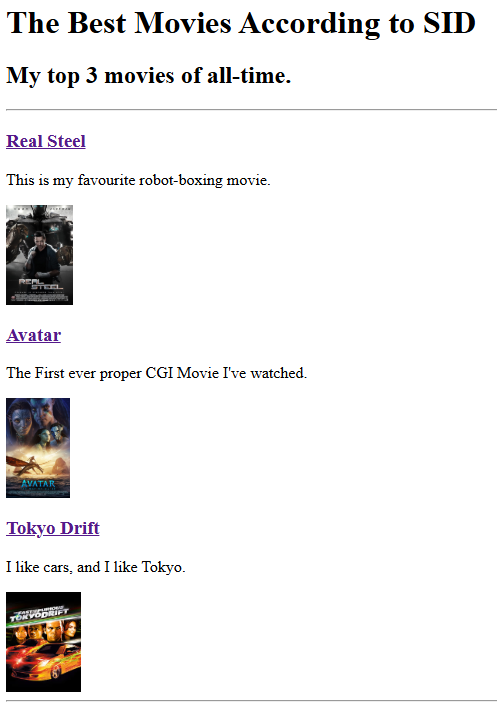 The Best Movies According to SID
My top 3 movies of all-time.
Real Steel
This is my favourite robot-boxing movie.
REAL
STEEL
Avatar
The First ever proper CGI Movie I've watched.
AVATAR
Tokyo Drift
I like cars, and I like Tokyo.
THE FAST AND THE FURIOUS
TOKYO DRIFT